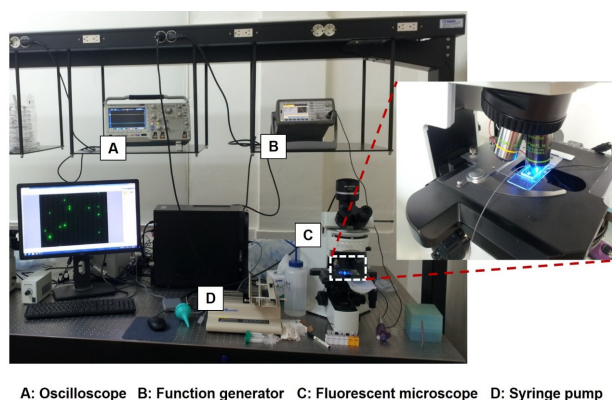 A
B
C
D
A: Oscilloscope B: Function generator C: Fluorescent microscope D: Syringe pump